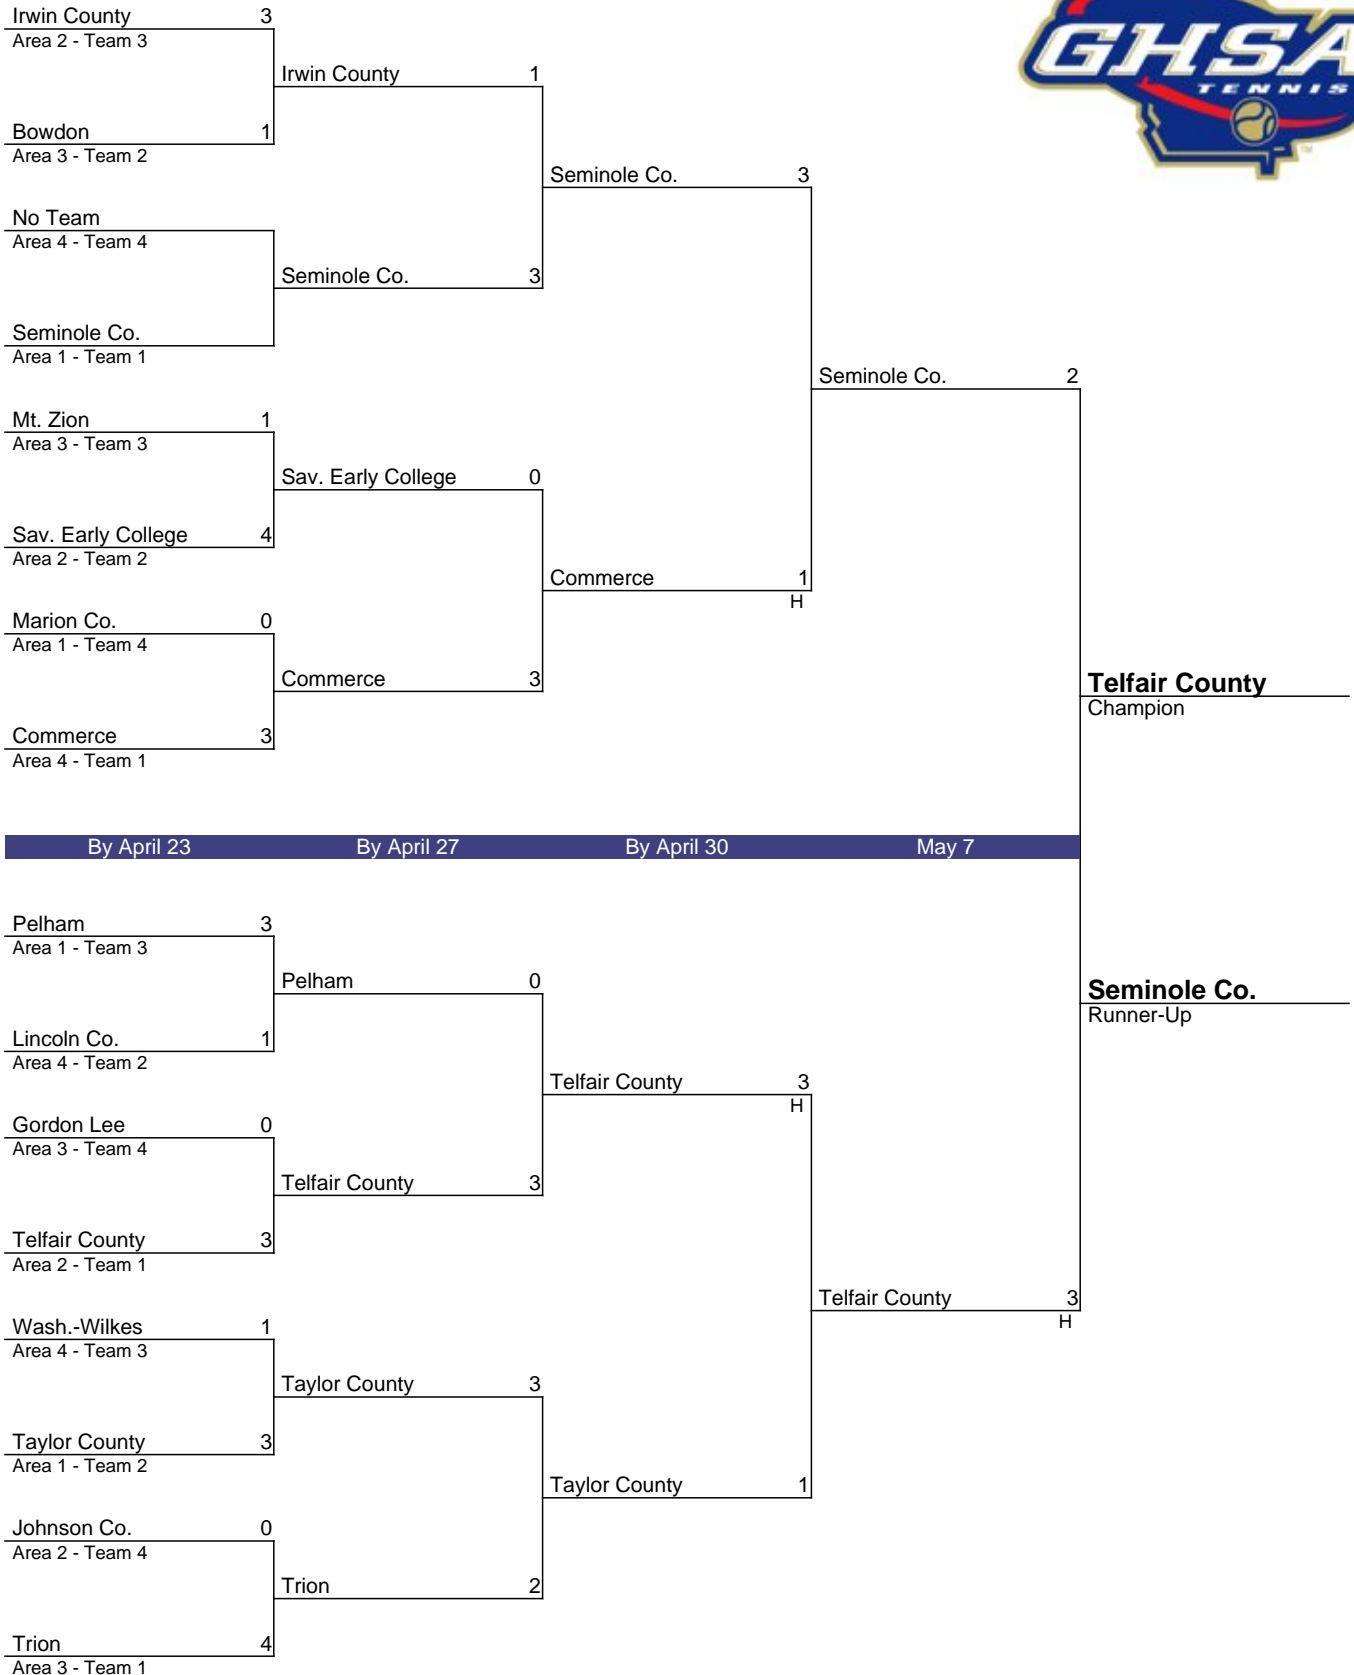 GHSA
TENNIS
Irwin County 3
Area 2 - Team 3
Irwin County 1
Bowdon 1
Area 3 - Team 2
Seminole Co. 3
No Team
Area 4 - Team 4
Seminole Co. 3
Seminole Co.
Area 1 - Team 1
Seminole Co. 2
Mt. Zion 1
Area 3 - Team 3
Sav. Early College 0
Sav. Early College 4
Area 2 - Team 2
Commerce 1
H
Marion Co. 0
Area 1 - Team 4
Commerce 3
Telfair County
Champion
Commerce 3
Area 4 - Team 1
By April 23 By April 27 By April 30 May 7
Pelham 3
Area 1 - Team 3
Pelham 0
Seminole Co.
Runner-Up
Lincoln Co. 1
Area 4 - Team 2
Telfair County 3
H
Gordon Lee 0
Area 3 - Team 4
Telfair County 3
Telfair County 3
Area 2 - Team 1
Telfair County 3
H
Wash.-Wilkes 1
Area 4 - Team 3
Taylor County 3
Taylor County 3
Area 1 - Team 2
Taylor County 1
Johnson Co. 0
Area 2 - Team 4
Trion 2
Trion 4
Area 3 - Team 1